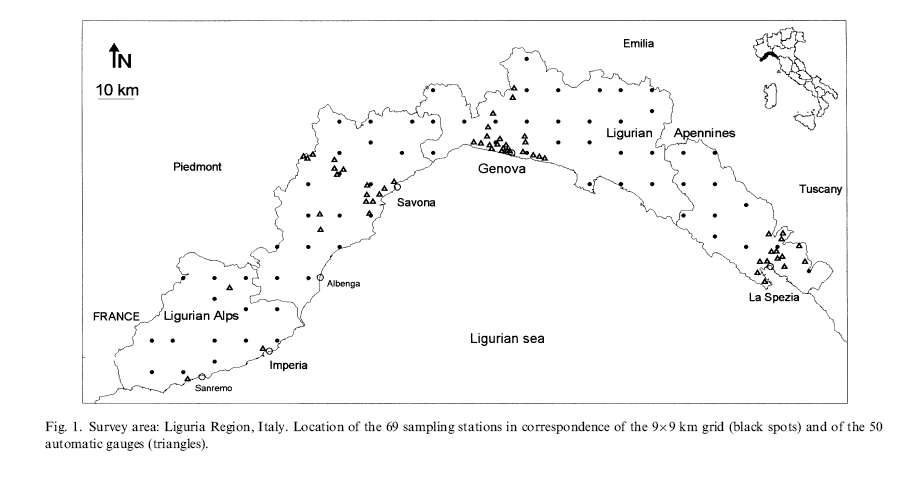 Emilia
N
10 km
Ligurian Apennines
Piedmont
Genova
Tuscany
Savona
Albenga
La Spezia
FRANCE
Ligurian Alps
Ligurian sea
Imperia
Sanremo
Fig. 1. Survey area: Liguria Region, Italy. Location of the 69 sampling stations in correspondence of the 9×9 km grid (black spots) and of the 50
automatic gauges (triangles).